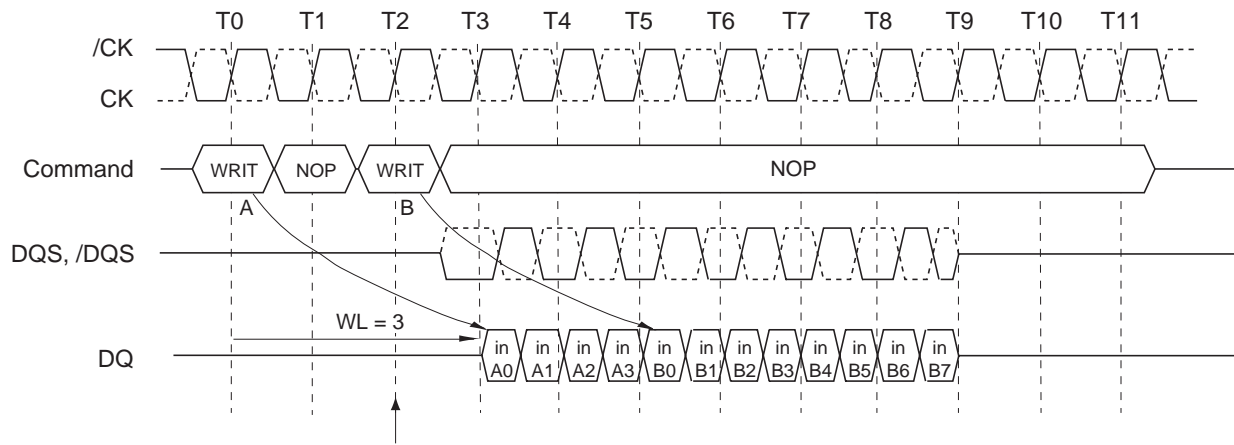 T0 T1 T2 T3 T4 T5 T6 T7 T8 T9 T10 T11
/CK
CK
Command WRIT NOP WRIT NOP
A B
DQS, /DQS
WL = 3
DQ in in in in in in in in in in in in
A0 A1 A2 A3 B0 B1 B2 B3 B4 B5 B6 B7